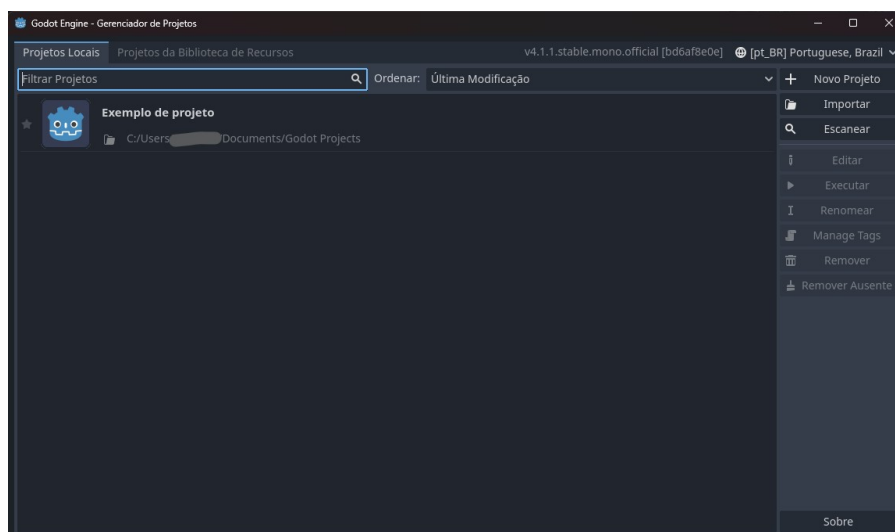 Godot Engine - Gerenciador de Projetos
Projetos Locais Projetos da Biblioteca de Recursos v4.1.1.stable.mono.official [bd6af8e0e] [pt_BR] Portuguese, Brazil
Filtrar Projetos Ordenar: Última Modificação
Novo Projeto
Exemplo de projeto
C:/Users /Documents/Godot Projects
Importar
Escanear
Editar
Executar
Renomear
Manage Tags
Remover
Remover Ausente
Sobre